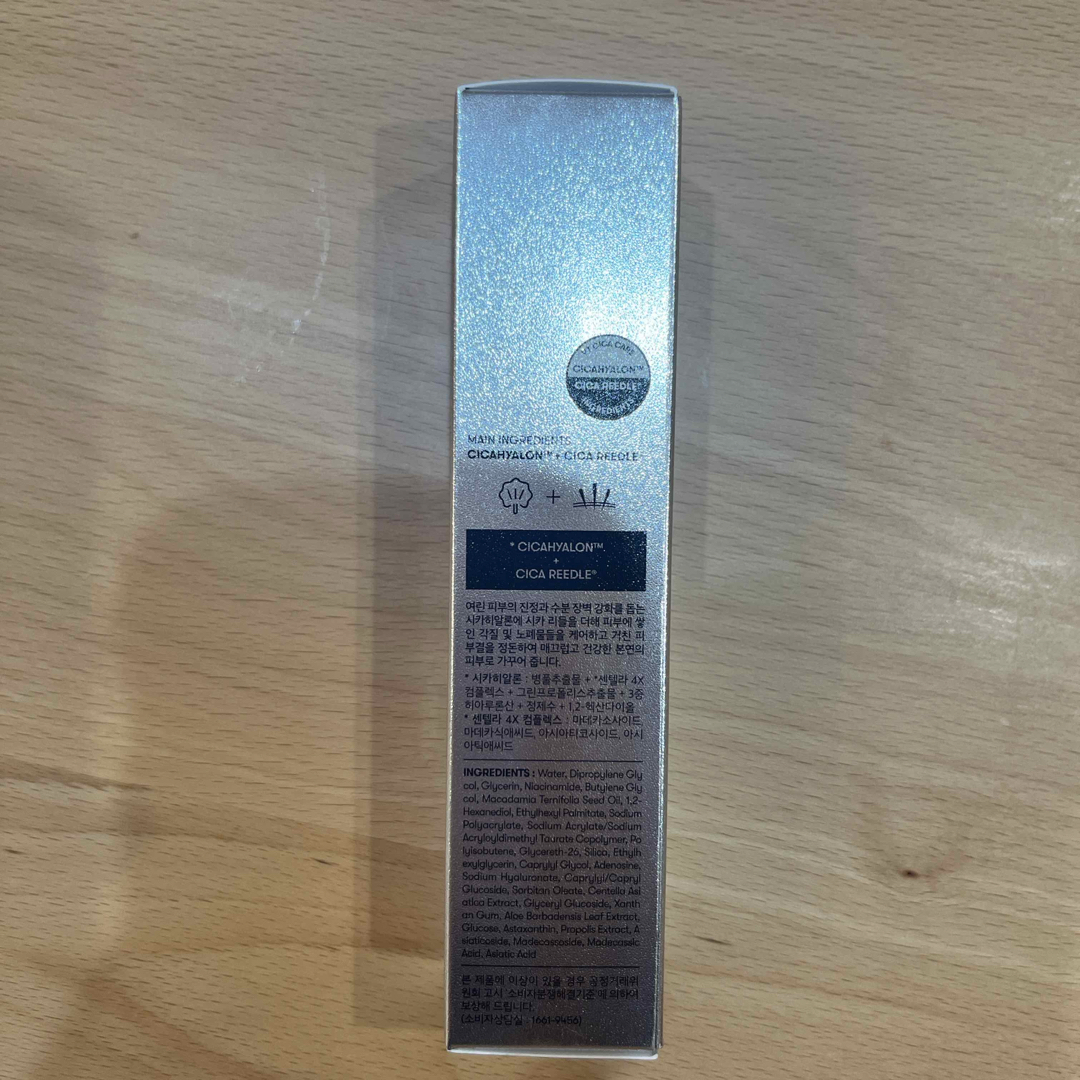 VT CICA CARE
CICAHYALON™
CICA REEDLE®
INGREDIENTS
MAIN INGREDIENTS
CICAHYALON™ + CICA REEDLE®
* CICAHYALON™
+
CICA REEDLE®
여린 피부의 진정과 수분 장벽 강화를 돕는
시카히알론에 시카 리들을 더해 피부에 쌓
인 각질 및 노폐물들을 케어하고 거친 피
부결을 정돈하여 매끄럽고 건강한 본연의
피부로 가꾸어 줍니다.
* 시카히알론 : 병풀추출물 + *센텔라 4X
컴플렉스 + 그린프로폴리스추출물 + 3중
히아루론산 + 정제수 + 1,2-헥산다이올
* 센텔라 4X 컴플렉스 : 마데카소사이드,
마데카식애씨드, 아시아티코사이드, 아시
아틱애씨드
INGREDIENTS : Water, Dipropylene Gly
col, Glycerin, Niacinamide, Butylene Gly
col, Macadamia Ternifolia Seed Oil, 1,2-
Hexanediol, Ethylhexyl Palmitate, Sodium
Polyacrylate, Sodium Acrylate/Sodium
Acryloyldimethyl Taurate Copolymer, Po
lyisobutene, Glycereth-26, Silica, Ethylh
exylglycerin, Caprylyl Glycol, Adenosine,
Sodium Hyaluronate, Caprylyl/Capryl
Glucoside, Sorbitan Oleate, Centella Asi
atica Extract, Glyceryl Glucoside, Xanth
an Gum, Aloe Barbadensis Leaf Extract,
Glucose, Astaxanthin, Propolis Extract, A
siaticoside, Madecassoside, Madecassic
Acid, Asiatic Acid
본 제품에 이상이 있을 경우 공정거래위
원회 고시 소비자분쟁해결기준에 의하여
보상해 드립니다.
(소비자상담실 : 1661-9456)